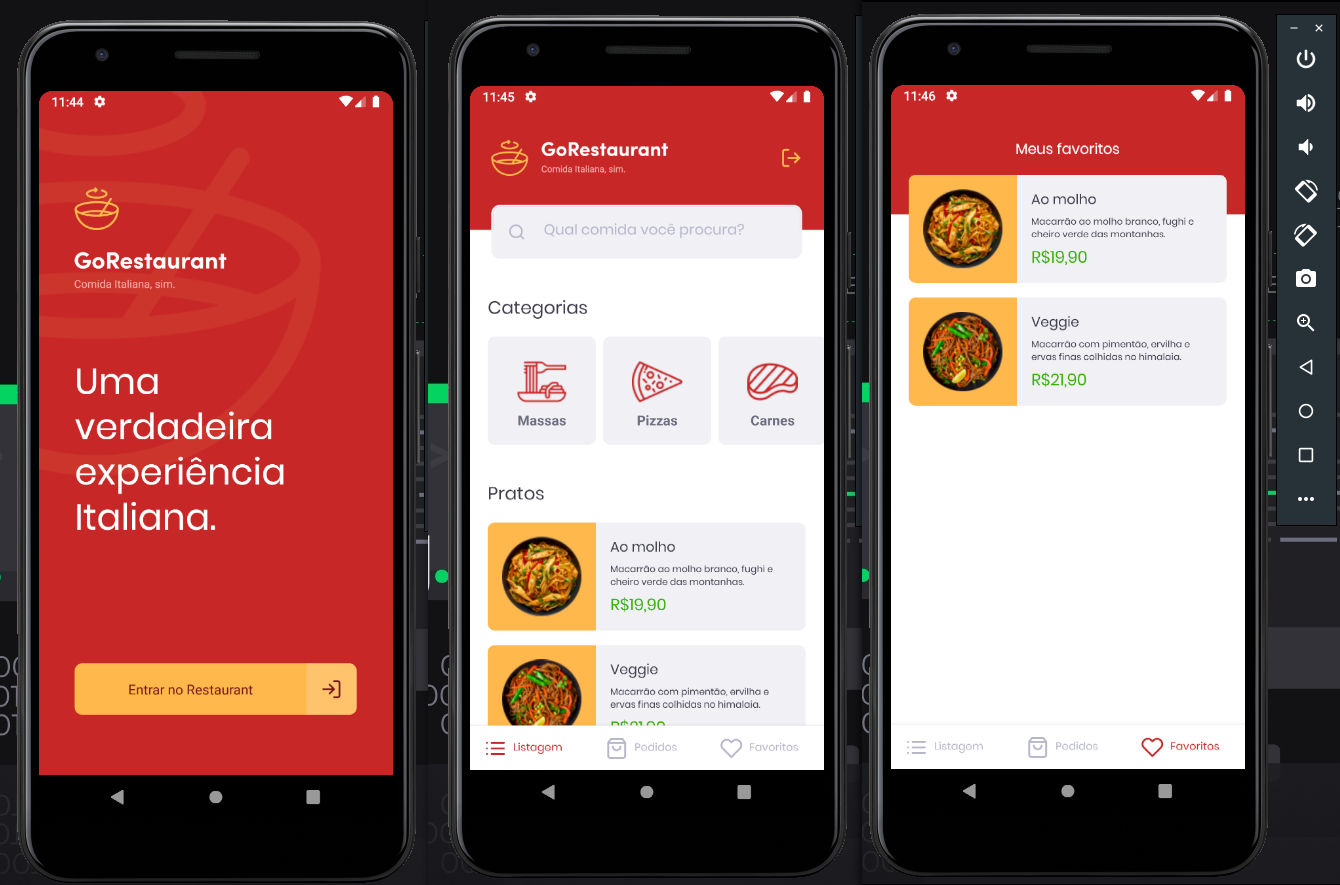 11:44
GoRestaurant
Comida Italiana, sim.
Uma
verdadeira
experiência
Italiana.
Entrar no Restaurant
11:45
GoRestaurant
Comida Italiana, sim.
Qual comida você procura?
Categorias
Massas
Pizzas
Carnes
Pratos
Ao molho
Macarrão ao molho branco, fughi e
cheiro verde das montanhas.
R$19,90
Veggie
Macarrão com pimentão, ervilha e
ervas finas colhidas no himalaia.
R$21,90
Listagem
Pedidos
Favoritos
11:46
Meus favoritos
Ao molho
Macarrão ao molho branco, fughi e
cheiro verde das montanhas.
R$19,90
Veggie
Macarrão com pimentão, ervilha e
ervas finas colhidas no himalaia.
R$21,90
Listagem
Pedidos
Favoritos